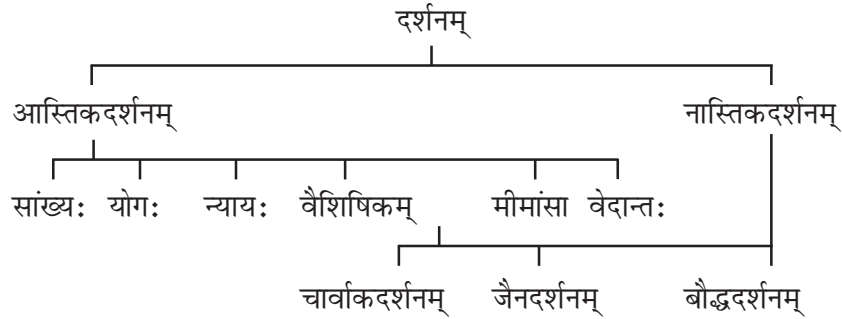 दर्शनम्
आस्तिकदर्शनम् नास्तिकदर्शनम्
सांख्य: योग: न्याय: वैशिषिकम् मीमांसा वेदान्त:
चार्वाकदर्शनम् जैनदर्शनम् बौद्धदर्शनम्